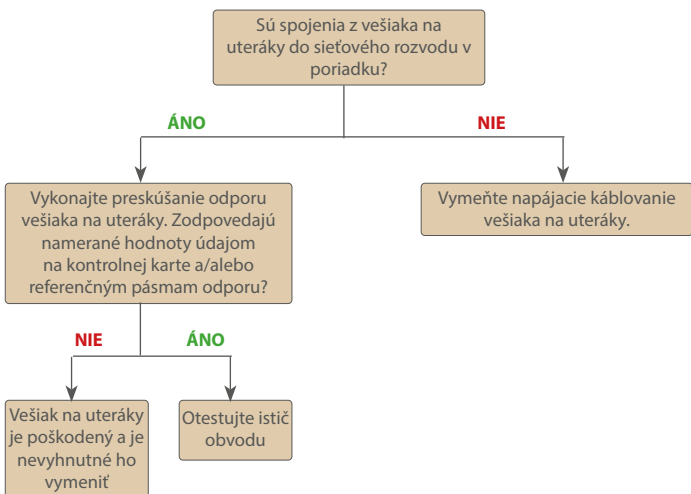 Sú spojenia z vešiaka na
uteráky do sieťového rozvodu v
poriadku?
ÁNO
NIE
Vykonajte preskúšanie odporu
vešiaka na uteráky. Zodpovedajú
namerané hodnoty údajom
na kontrolnej karte a/alebo
referenčným pásmam odporu?
Vymeňte napájacie káblovanie
vešiaka na uteráky.
NIE
ÁNO
Vešiak na uteráky
je poškodený a je
nevyhnutné ho
vymeniť
Otestujte istič
obvodu